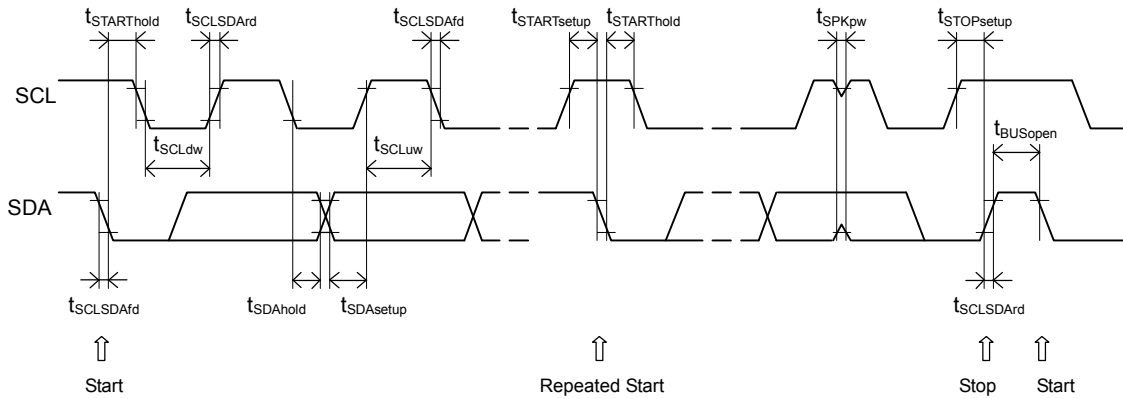 tSTARThold tSCLSDArd tSCLSDAfd tSTARTsetup tSTARThold tSPKpw tSTOPsetup
SCL
tSCLdw tSCLuw tBUSopen
SDA
tSCLSDAfd tSDAhold tSDAsetup tSCLSDArd
Start Repeated Start Stop Start